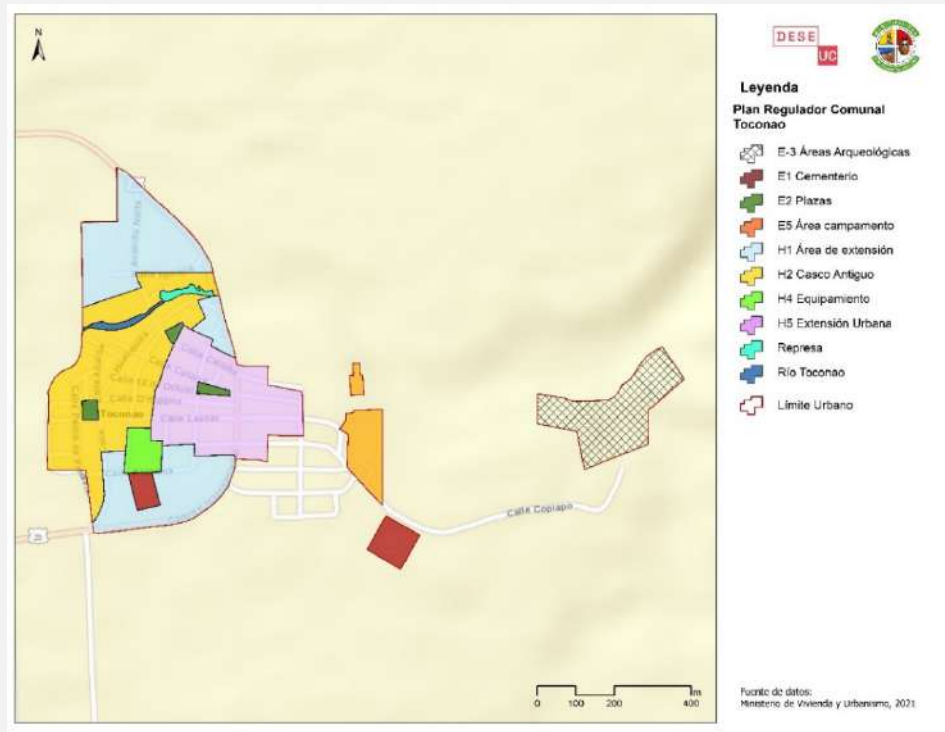 N
DESE
UC
Leyenda
Plan Regulador Comunal
Toconao
E-3 Áreas Arqueológicas
E1 Cementerio
E2 Plazas
E5 Área campamento
H1 Área de extensión
H2 Casco Antiguo
H4 Equipamiento
H5 Extensión Urbana
Represa
Río Toconao
Límite Urbano
Toconao
Calle Lascar
Calle Copiapo
m
0 100 200 400
Fuente de datos:
Ministerio de Vivienda y Urbanismo, 2021